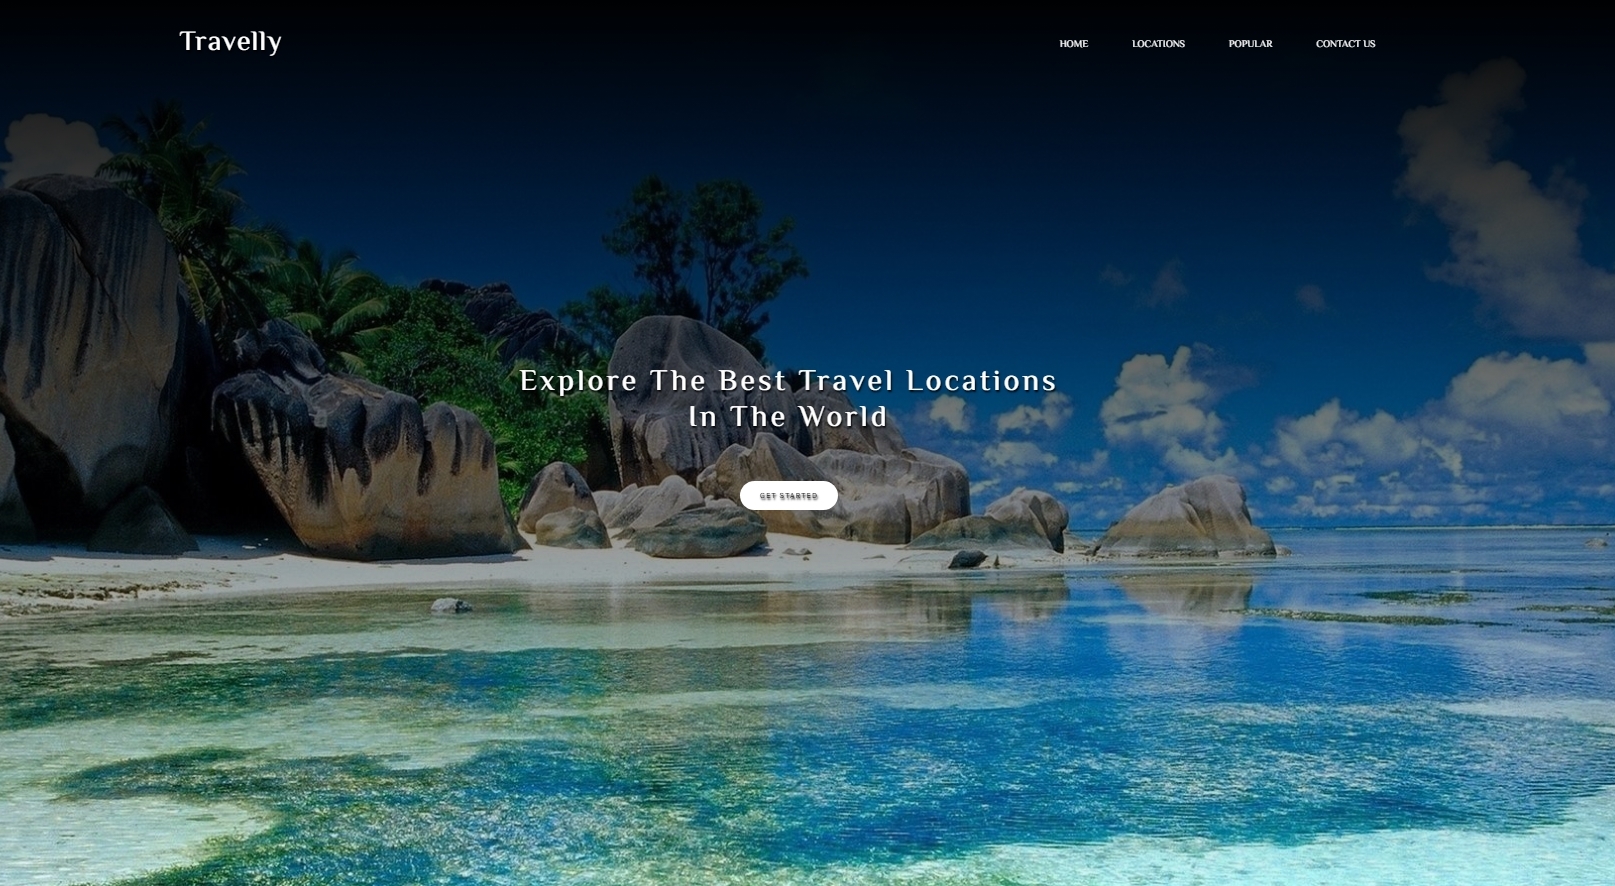 Travelly
HOME LOCATIONS POPULAR CONTACT US
Explore The Best Travel Locations
In The World
GET STARTED